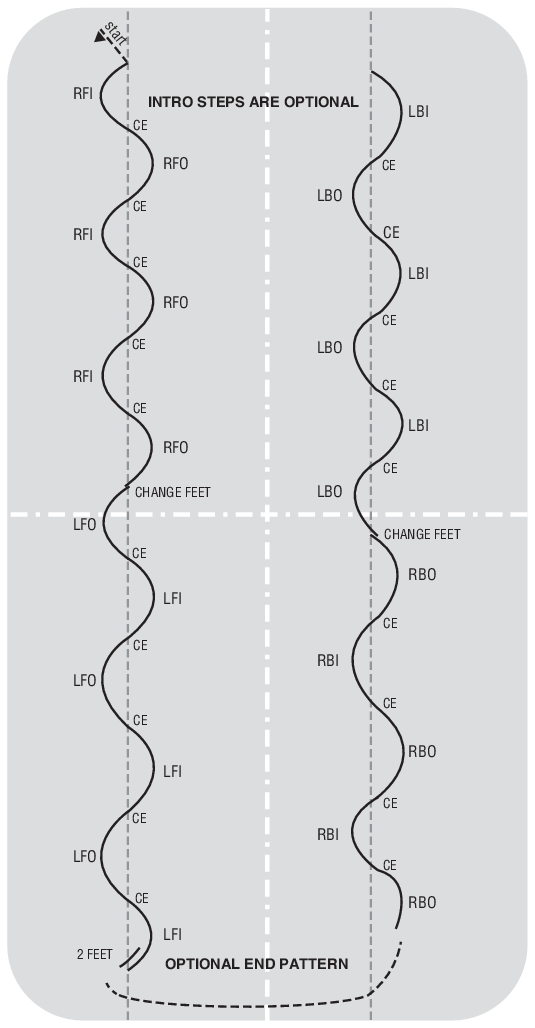 start
RFI
INTRO STEPS ARE OPTIONAL
CE
RFO
CE
RFI
CE
RFO
CE
RFI
CE
RFO
CHANGE FEET
LFO
CE
LFI
CE
LFO
CE
LFI
CE
LFO
CE
LFI
2 FEET
OPTIONAL END PATTERN
LBI
CE
LBO
CE
LBI
CE
LBO
CE
LBI
CE
LBO
CHANGE FEET
RBO
CE
RBI
CE
RBO
CE
RBI
CE
RBO